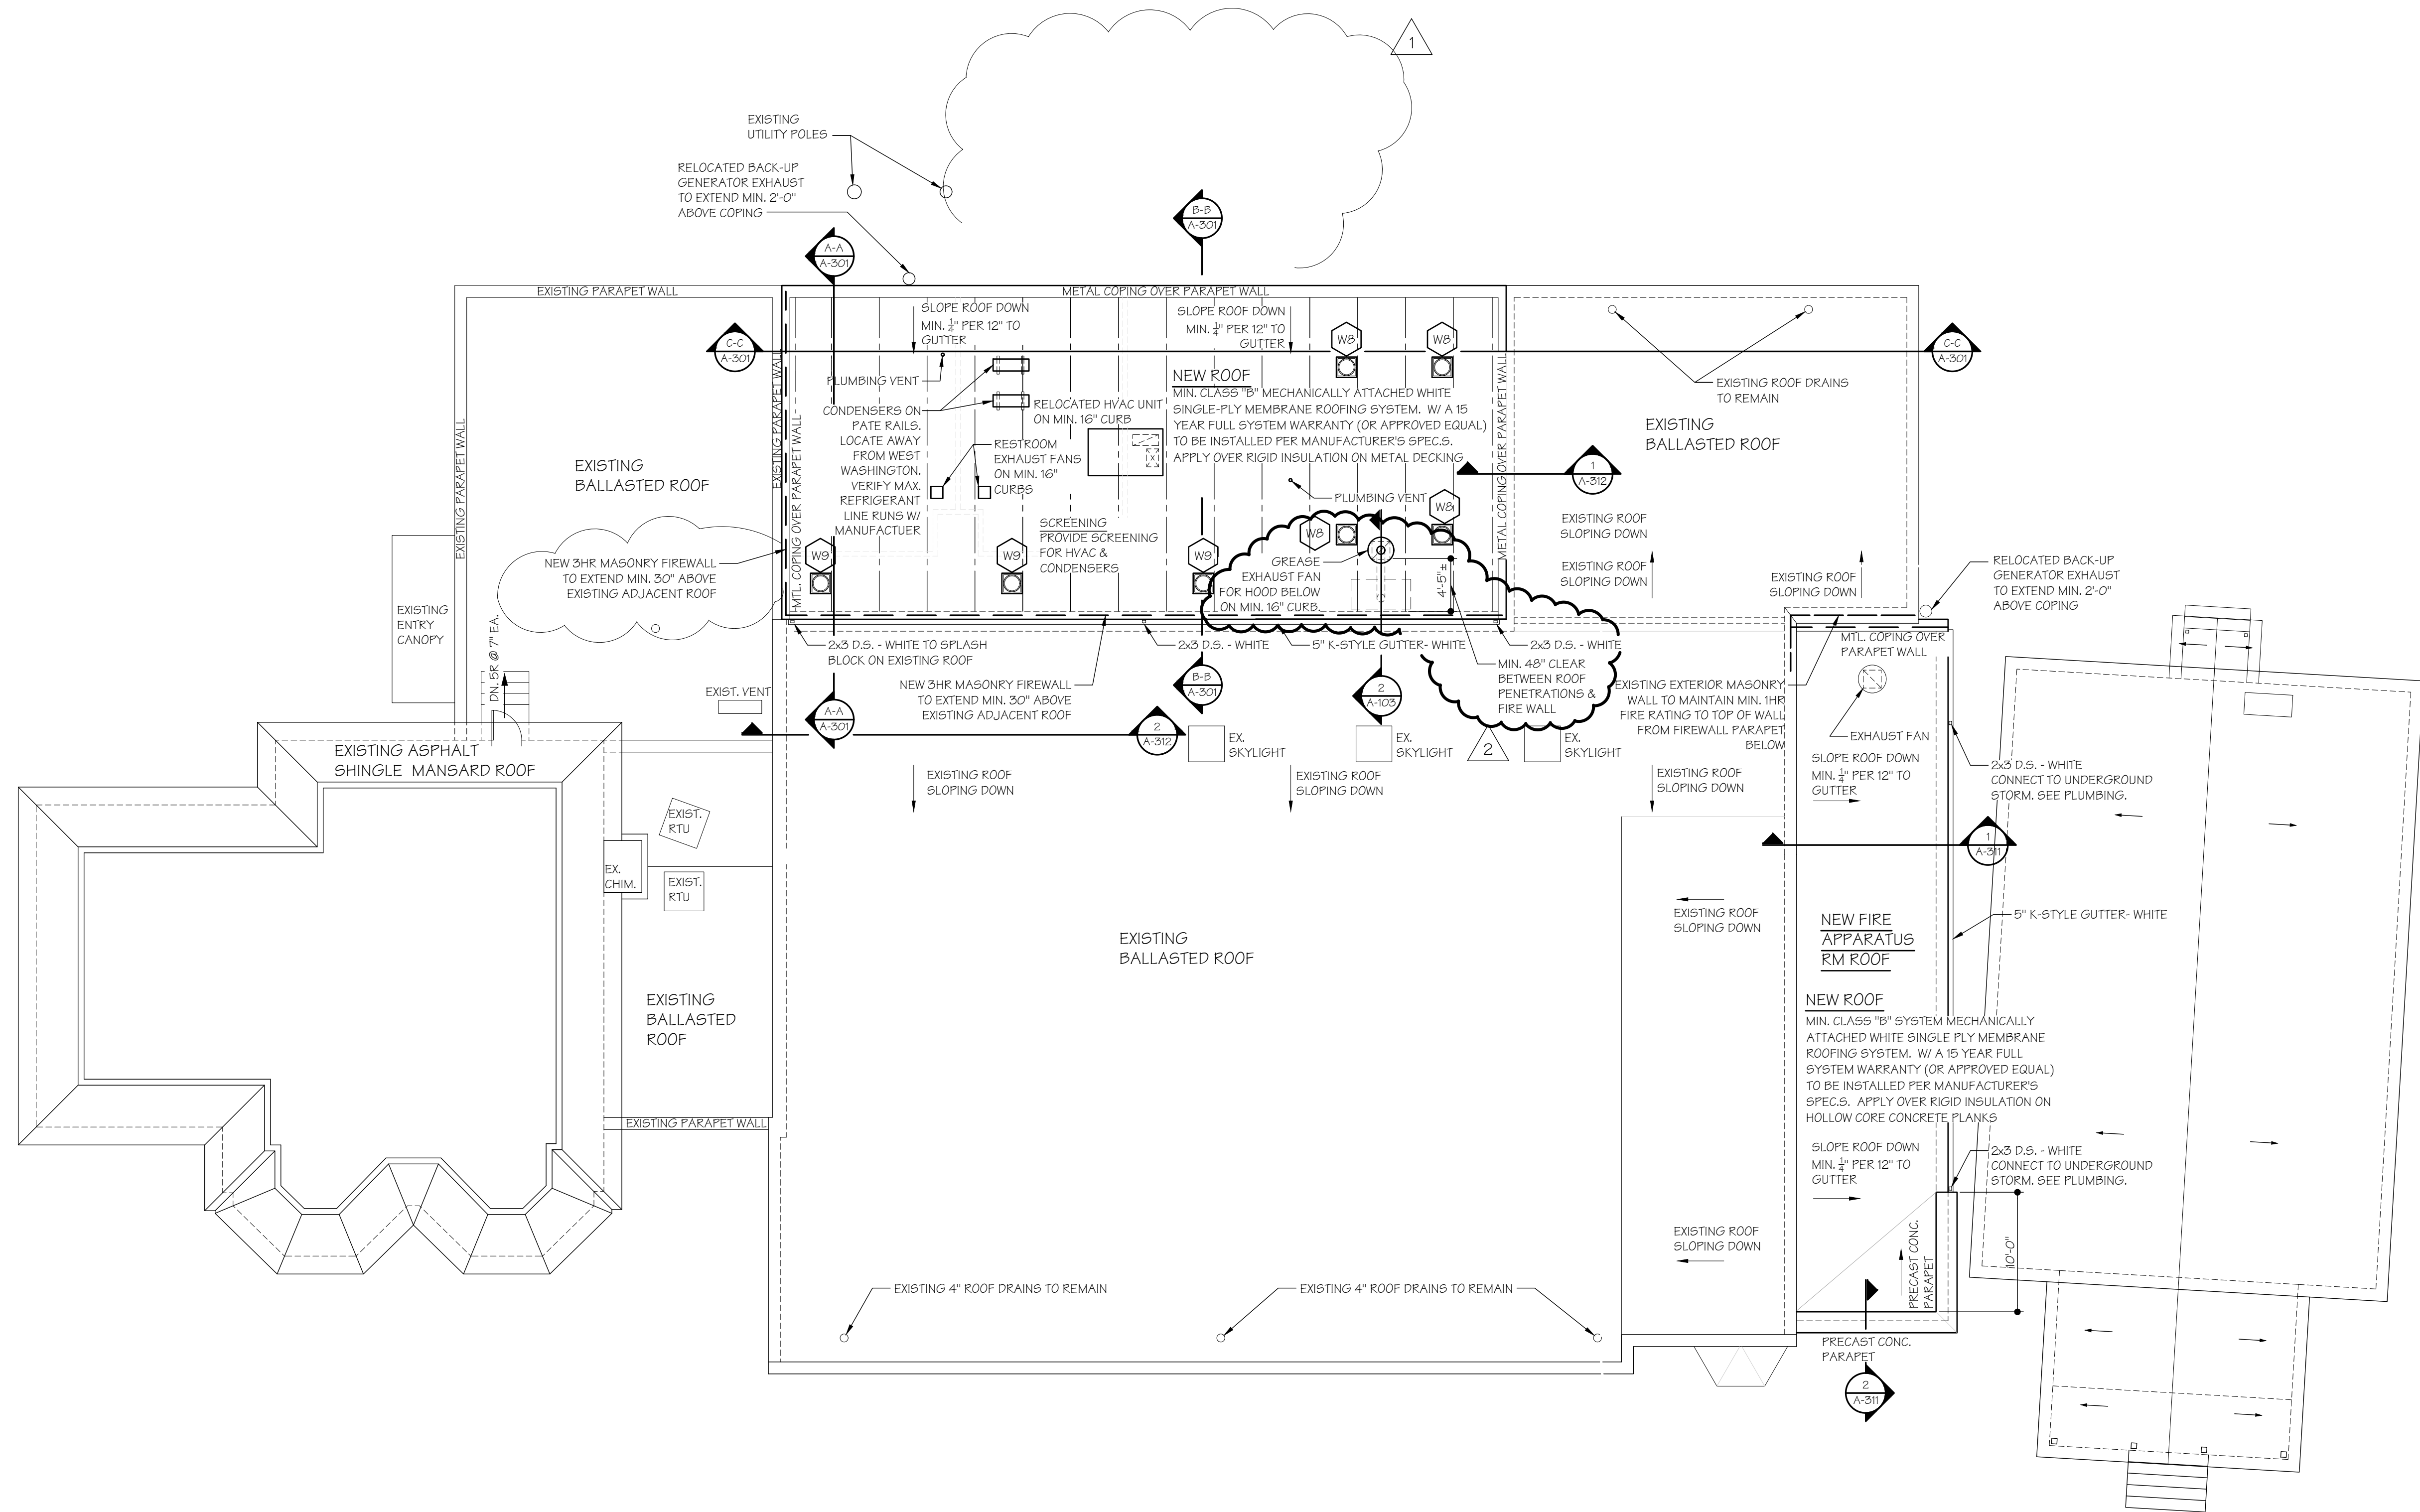 1
EXISTING
UTILITY POLES
RELOCATED BACK-UP
GENERATOR EXHAUST
TO EXTEND MIN. 2'-0"
ABOVE COPING
B-B
A-301
A-A
A-301
EXISTING PARAPET WALL
METAL COPING OVER PARAPET WALL
C-C
A-301
SLOPE ROOF DOWN
MIN. 1/4" PER 12" TO
GUTTER
SLOPE ROOF DOWN
MIN. 1/4" PER 12" TO
GUTTER
W8
W8
C-C
A-301
PLUMBING VENT
CONDENSERS ON
PATE RAILS.
LOCATE AWAY
FROM WEST
WASHINGTON.
VERIFY MAX.
REFRIGERANT
LINE RUNS W/
MANUFACTUER
RELOCATED HVAC UNIT
ON MIN. 16" CURB
RESTROOM
EXHAUST FANS
ON MIN. 16"
CURBS
NEW ROOF
MIN. CLASS "B" MECHANICALLY ATTACHED WHITE
SINGLE-PLY MEMBRANE ROOFING SYSTEM. W/ A 15
YEAR FULL SYSTEM WARRANTY (OR APPROVED EQUAL)
TO BE INSTALLED PER MANUFACTURER'S SPEC.S.
APPLY OVER RIGID INSULATION ON METAL DECKING
EXISTING ROOF DRAINS
TO REMAIN
EXISTING
BALLASTED ROOF
EXISTING
BALLASTED ROOF
EXISTING PARAPET WALL
EXISTING PARAPET WALL
MTL. COPING OVER PARAPET WALL
METAL COPING OVER PARAPET WALL
1
A-312
PLUMBING VENT
W8
W8
SCREENING
PROVIDE SCREENING
FOR HVAC &
CONDENSERS
W9
W9
W9
GREASE
EXHAUST FAN
FOR HOOD BELOW
ON MIN. 16" CURB.
4'-5"±
EXISTING ROOF
SLOPING DOWN
EXISTING ROOF
SLOPING DOWN
EXISTING ROOF
SLOPING DOWN
RELOCATED BACK-UP
GENERATOR EXHAUST
TO EXTEND MIN. 2'-0"
ABOVE COPING
NEW 3HR MASONRY FIREWALL
TO EXTEND MIN. 30" ABOVE
EXISTING ADJACENT ROOF
EXISTING
ENTRY
CANOPY
DN. 5R @ 7" EA.
2x3 D.S. - WHITE TO SPLASH
BLOCK ON EXISTING ROOF
2x3 D.S. - WHITE
5" K-STYLE GUTTER- WHITE
2x3 D.S. - WHITE
MTL. COPING OVER
PARAPET WALL
MIN. 48" CLEAR
BETWEEN ROOF
PENETRATIONS &
FIRE WALL
NEW 3HR MASONRY FIREWALL
TO EXTEND MIN. 30" ABOVE
EXISTING ADJACENT ROOF
B-B
A-301
2
A-103
EXISTING EXTERIOR MASONRY
WALL TO MAINTAIN MIN. 1HR
FIRE RATING TO TOP OF WALL
FROM FIREWALL PARAPET
BELOW
EXIST. VENT
A-A
A-301
2
A-312
EX.
SKYLIGHT
EX.
SKYLIGHT
2
EX.
SKYLIGHT
EXHAUST FAN
EXISTING ASPHALT
SHINGLE MANSARD ROOF
SLOPE ROOF DOWN
MIN. 1/4" PER 12" TO
GUTTER
2x3 D.S. - WHITE
CONNECT TO UNDERGROUND
STORM. SEE PLUMBING.
EXISTING ROOF
SLOPING DOWN
EXISTING ROOF
SLOPING DOWN
EXISTING ROOF
SLOPING DOWN
EXIST.
RTU
1
A-311
EX.
CHIM.
EXIST.
RTU
EXISTING ROOF
SLOPING DOWN
NEW FIRE
APPARATUS
RM ROOF
5" K-STYLE GUTTER- WHITE
EXISTING
BALLASTED ROOF
EXISTING
BALLASTED
ROOF
NEW ROOF
MIN. CLASS "B" SYSTEM MECHANICALLY
ATTACHED WHITE SINGLE PLY MEMBRANE
ROOFING SYSTEM. W/ A 15 YEAR FULL
SYSTEM WARRANTY (OR APPROVED EQUAL)
TO BE INSTALLED PER MANUFACTURER'S
SPEC.S. APPLY OVER RIGID INSULATION ON
HOLLOW CORE CONCRETE PLANKS
EXISTING PARAPET WALL
SLOPE ROOF DOWN
MIN. 1/4" PER 12" TO
GUTTER
2x3 D.S. - WHITE
CONNECT TO UNDERGROUND
STORM. SEE PLUMBING.
EXISTING ROOF
SLOPING DOWN
PRECAST CONC.
PARAPET
10'-0"
EXISTING 4" ROOF DRAINS TO REMAIN
EXISTING 4" ROOF DRAINS TO REMAIN
PRECAST CONC.
PARAPET
2
A-311